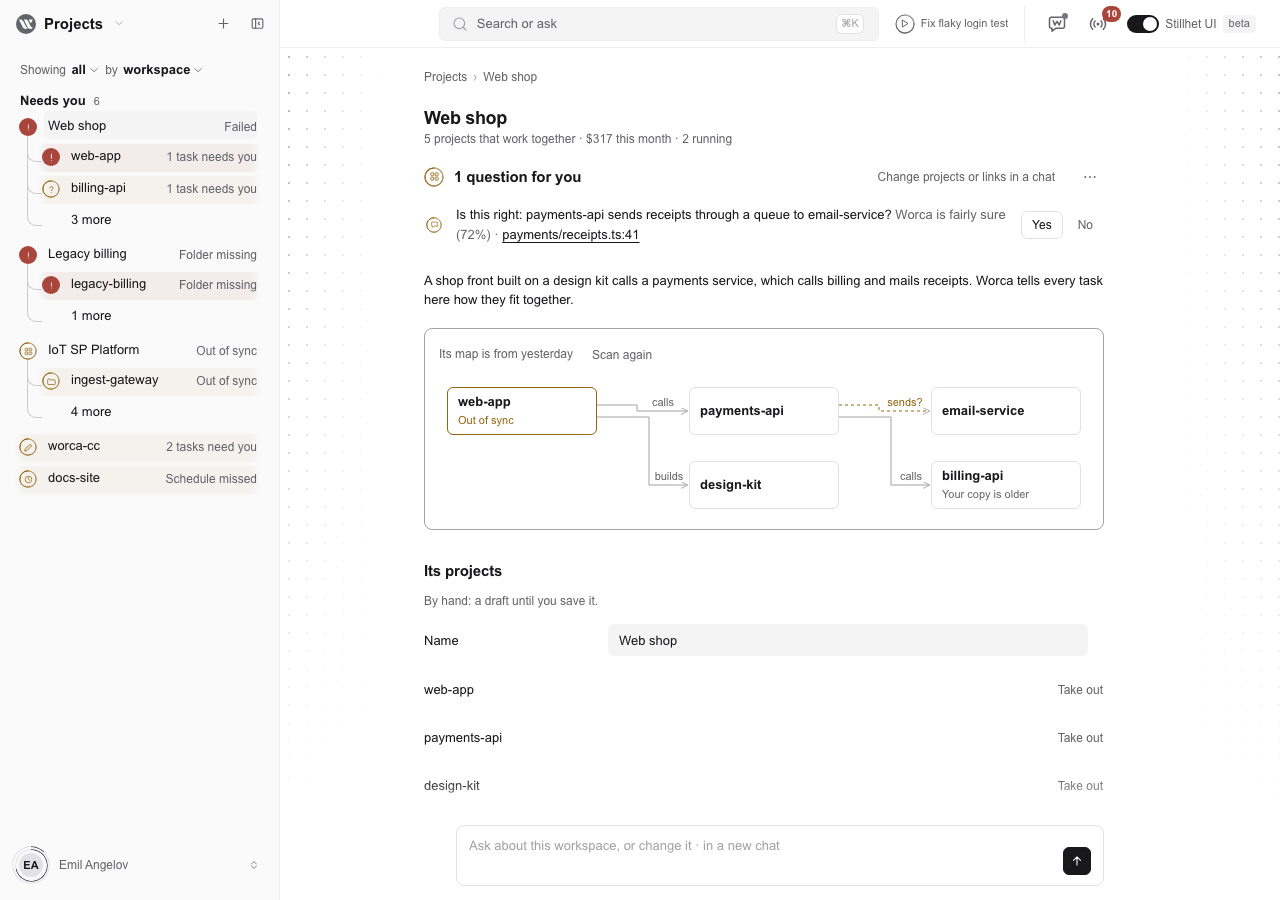 Projects
Search or ask
⌘K
Fix flaky login test
10
Stillhet UI
beta
Showing all by workspace
Needs you 6
Web shop Failed
web-app 1 task needs you
billing-api 1 task needs you
3 more
Legacy billing Folder missing
legacy-billing Folder missing
1 more
IoT SP Platform Out of sync
ingest-gateway Out of sync
4 more
worca-cc 2 tasks need you
docs-site Schedule missed
EA Emil Angelov
Projects › Web shop
Web shop
5 projects that work together · $317 this month · 2 running
1 question for you
Change projects or links in a chat
Is this right: payments-api sends receipts through a queue to email-service? Worca is fairly sure
(72%) · payments/receipts.ts:41
Yes
No
A shop front built on a design kit calls a payments service, which calls billing and mails receipts. Worca tells every task
here how they fit together.
Its map is from yesterday Scan again
web-app
Out of sync
calls
payments-api
sends?
email-service
builds
design-kit
calls
billing-api
Your copy is older
Its projects
By hand: a draft until you save it.
Name Web shop
web-app Take out
payments-api Take out
design-kit Take out
Ask about this workspace, or change it · in a new chat